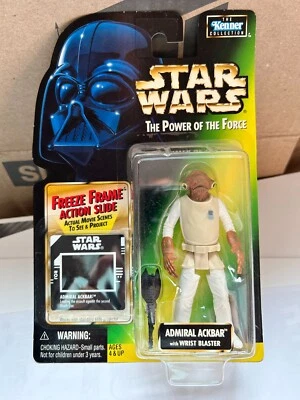 THE
Kenner
COLLECTION
STAR
WARS
THE POWER OF THE FORCE
FREEZE FRAME
ACTION SLIDE
ACTUAL MOVIE SCENES
TO SEE & PROJECT
STAR
WARS
ADMIRAL ACKBAR
ADMIRAL ACKBAR™
with WRIST BLASTER
WARNING:
CHOKING HAZARD-Small parts.
Not for children under 3 years.
AGES
4 & UP